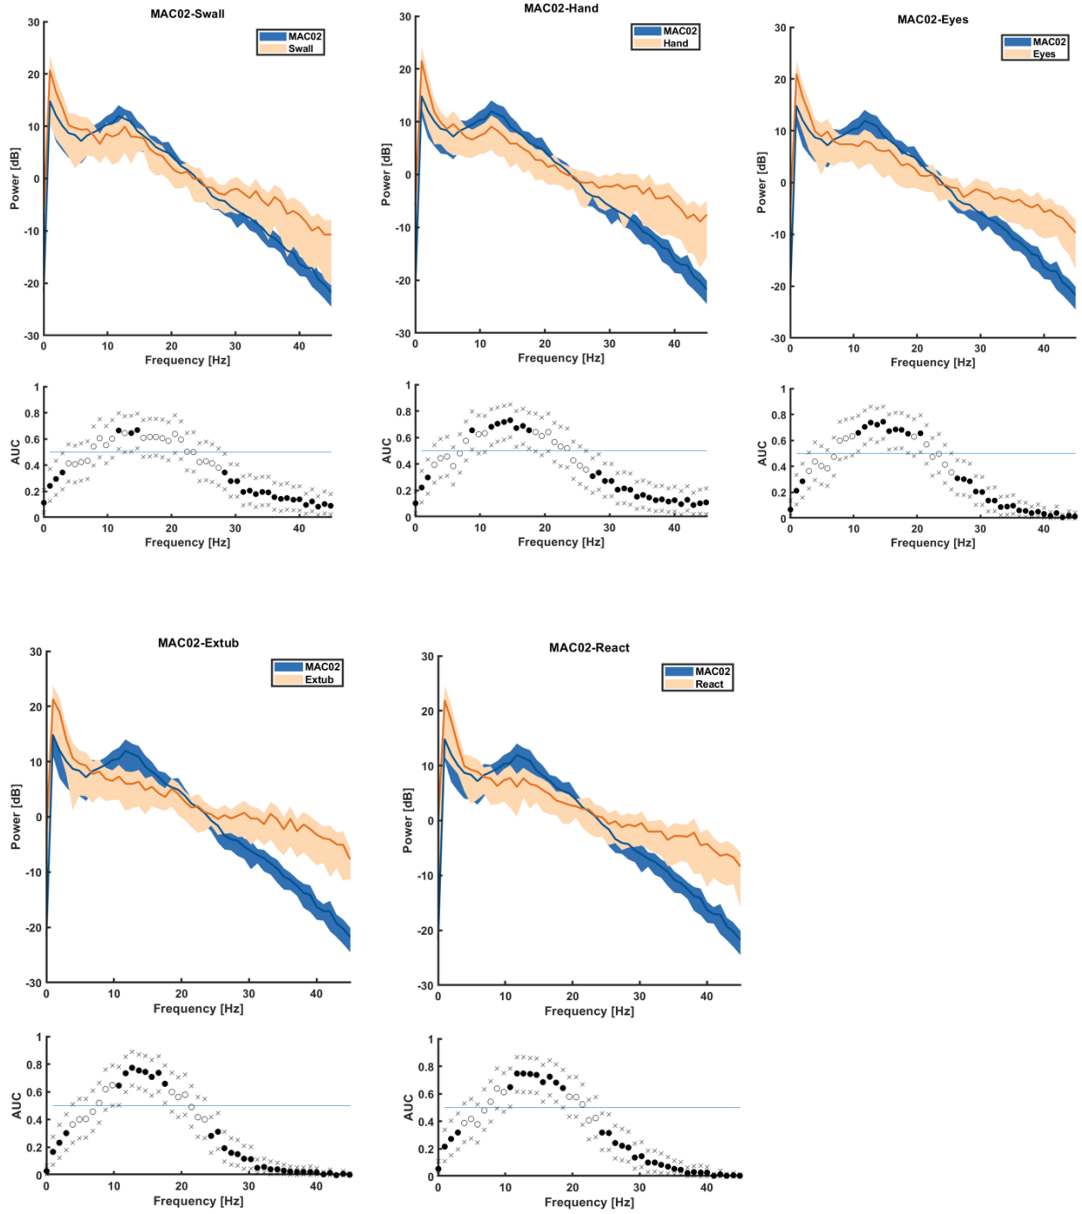 MAC02-Swall
MAC02
Swall
Power [dB]
30
20
10
0
-10
-20
-30
0 10 20 30 40
Frequency [Hz]
AUC
1
0.8
0.6
0.4
0.2
0
0 10 20 30 40
Frequency [Hz]
MAC02-Hand
MAC02
Hand
Power [dB]
30
20
10
0
-10
-20
-30
0 10 20 30 40
Frequency [Hz]
AUC
1
0.8
0.6
0.4
0.2
0
0 10 20 30 40
Frequency [Hz]
MAC02-Eyes
MAC02
Eyes
Power [dB]
30
20
10
0
-10
-20
-30
0 10 20 30 40
Frequency [Hz]
AUC
1
0.8
0.6
0.4
0.2
0
0 10 20 30 40
Frequency [Hz]
MAC02-Extub
MAC02
Extub
Power [dB]
30
20
10
0
-10
-20
-30
0 10 20 30 40
Frequency [Hz]
AUC
1
0.8
0.6
0.4
0.2
0
0 10 20 30 40
Frequency [Hz]
MAC02-React
MAC02
React
Power [dB]
30
20
10
0
-10
-20
-30
0 10 20 30 40
Frequency [Hz]
AUC
1
0.8
0.6
0.4
0.2
0
0 10 20 30 40
Frequency [Hz]